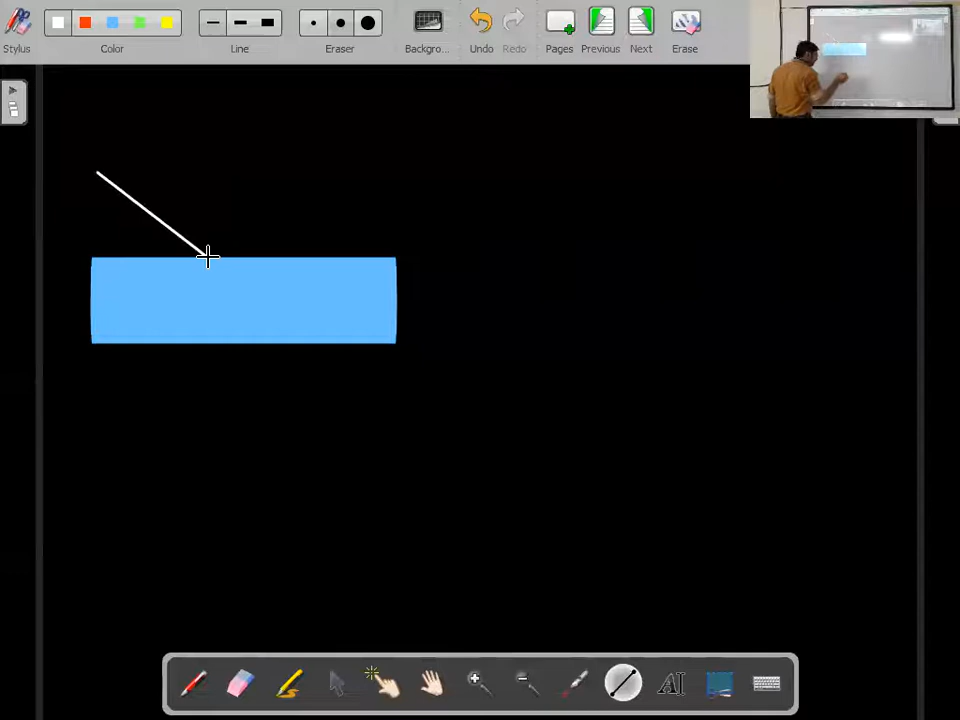 Stylus
Color
Line
Eraser
Backgro...
Undo
Redo
Pages
Previous
Next
Erase
AI